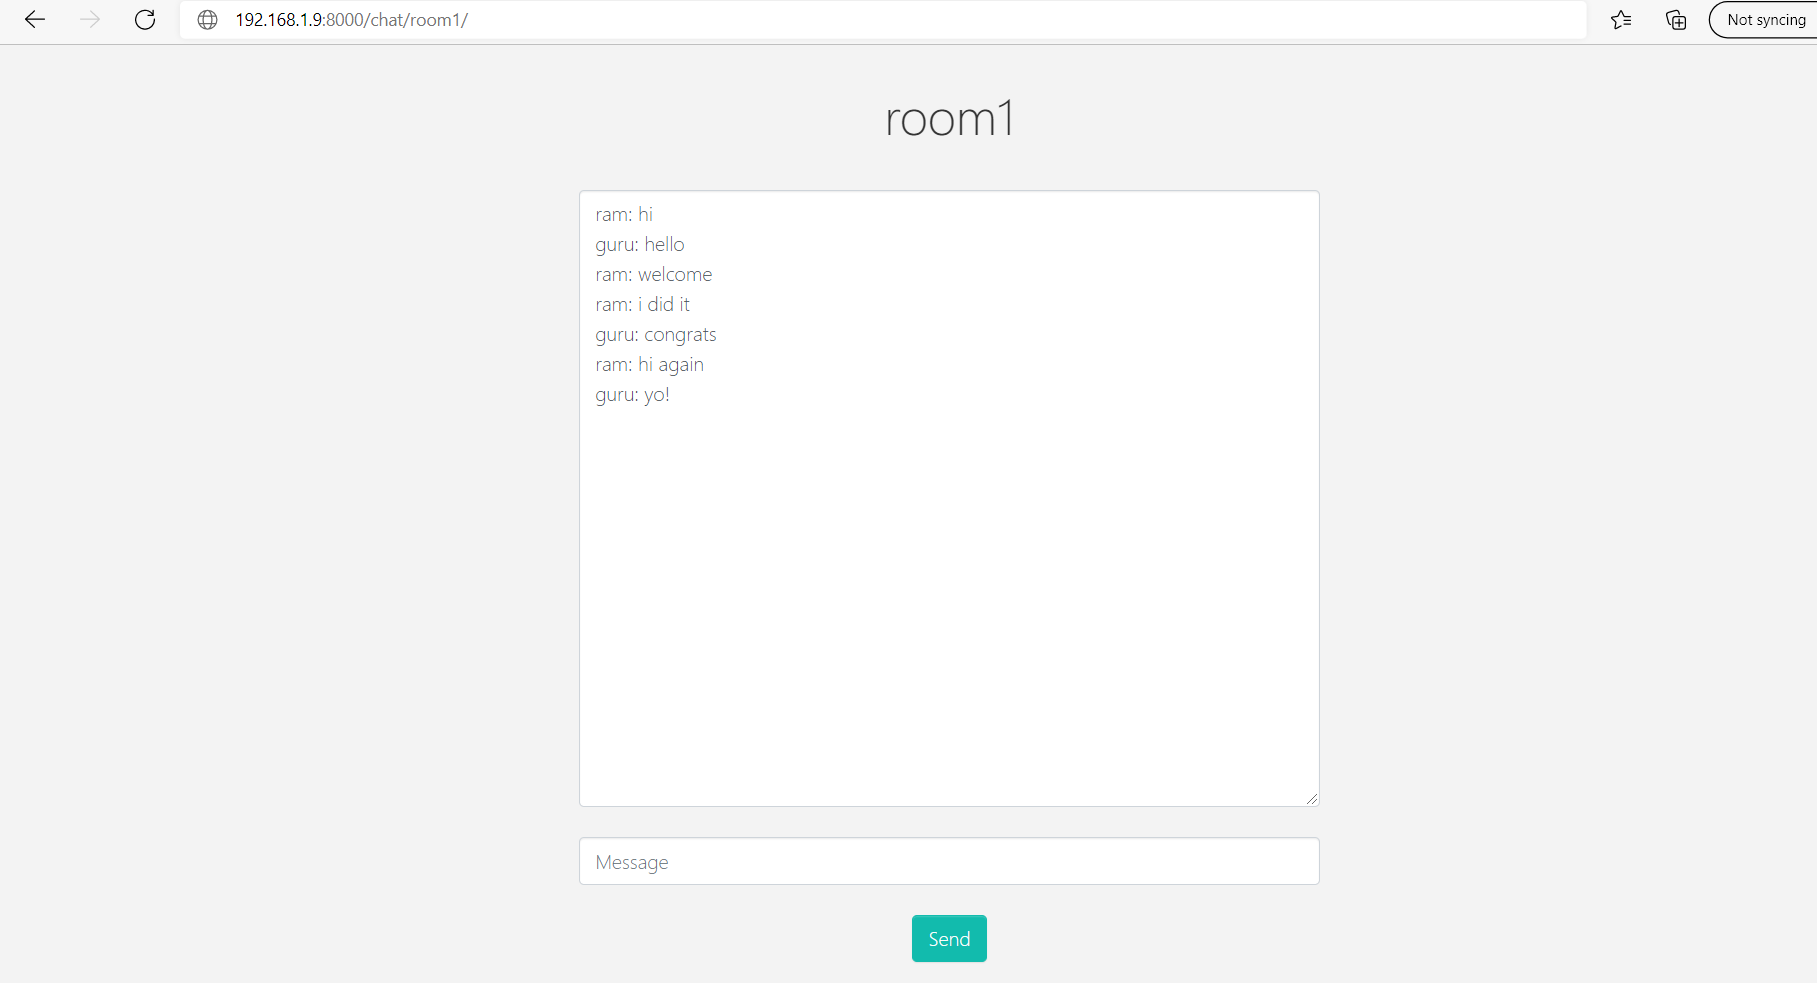 192.168.1.9:8000/chat/room1/
Not syncing
room1
ram: hi
guru: hello
ram: welcome
ram: i did it
guru: congrats
ram: hi again
guru: yo!
Message
Send